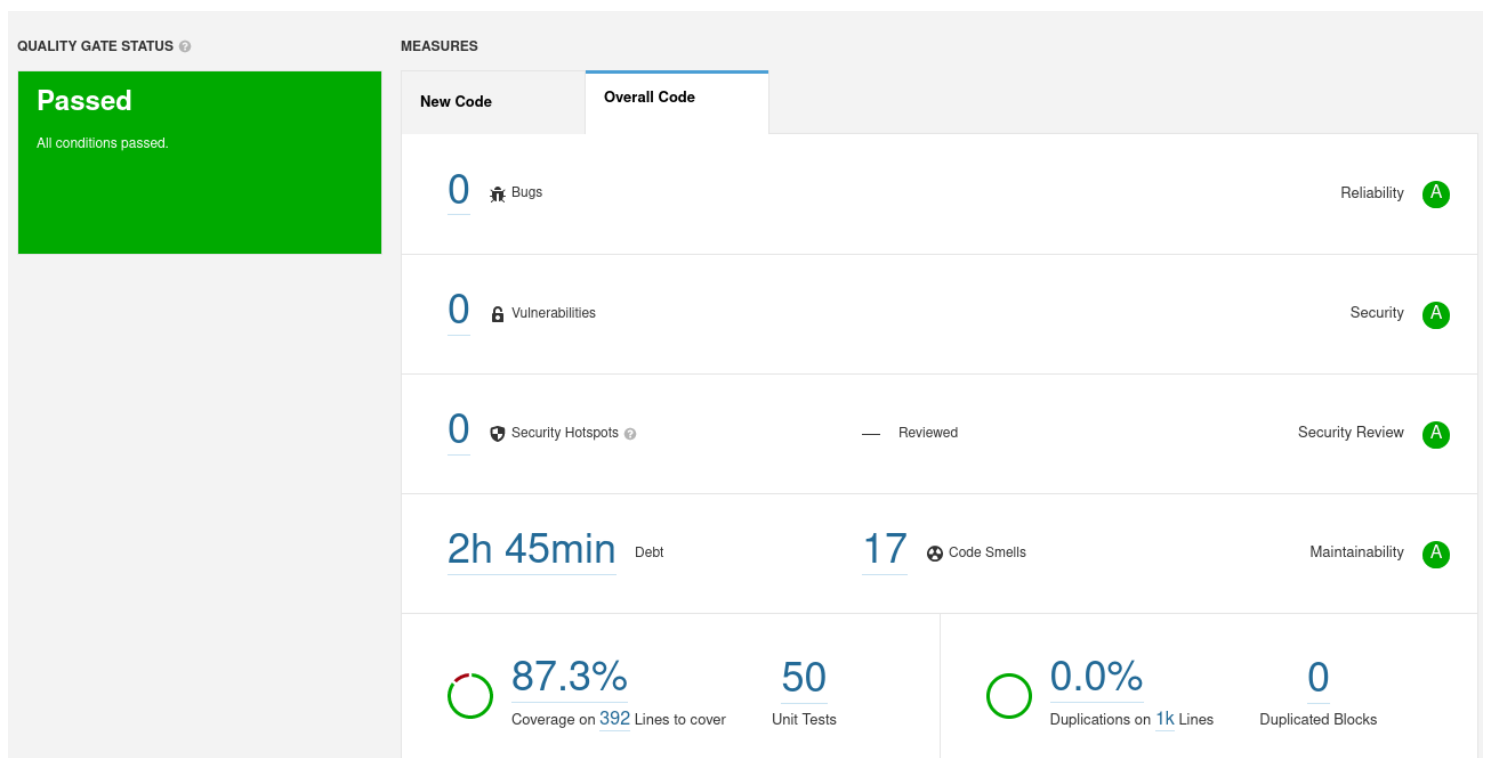 QUALITY GATE STATUS ?
MEASURES
Passed
All conditions passed.
New Code
Overall Code
0 Bugs
Reliability A
0 Vulnerabilities
Security A
0 Security Hotspots ?
— Reviewed
Security Review A
2h 45min Debt
17 Code Smells
Maintainability A
87.3%
Coverage on 392 Lines to cover
50
Unit Tests
0.0%
Duplications on 1k Lines
0
Duplicated Blocks